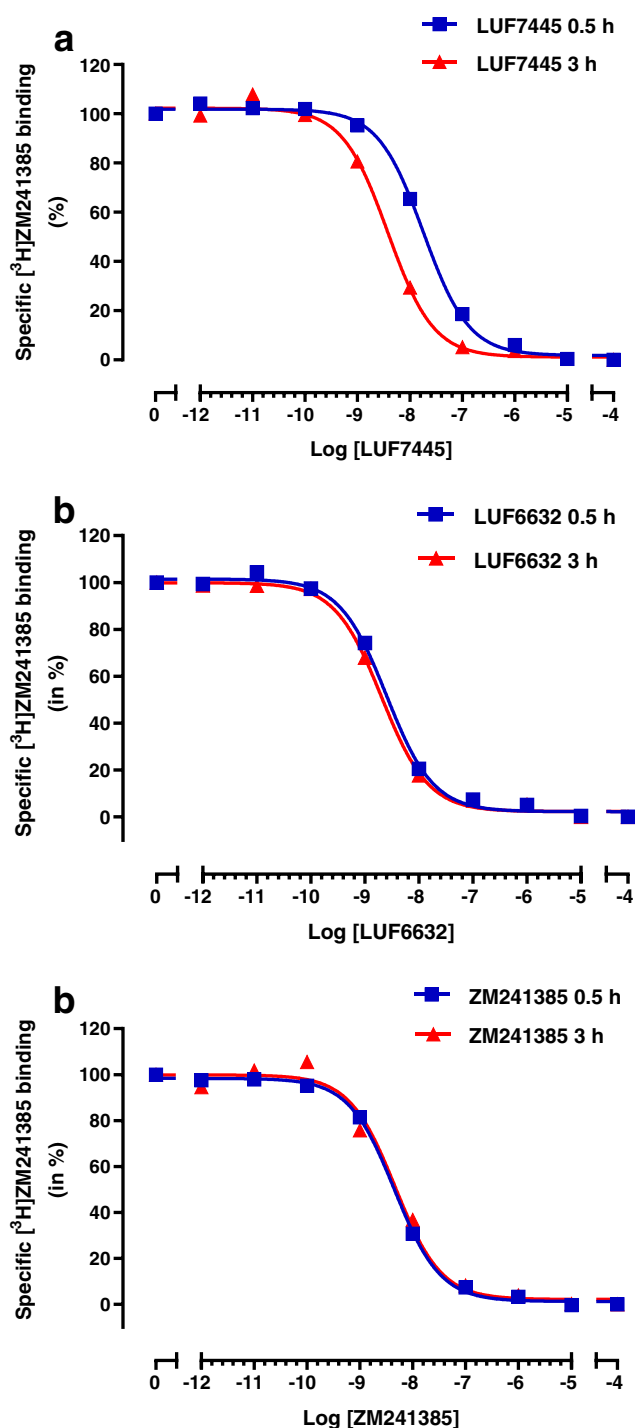 a
LUF7445 0.5 h
LUF7445 3 h
Specific [³H]ZM241385 binding
(%)
120
100
80
60
40
20
0
0 -12 -11 -10 -9 -8 -7 -6 -5 -4
Log [LUF7445]
b
LUF6632 0.5 h
LUF6632 3 h
Specific [³H]ZM241385 binding
(in %)
120
100
80
60
40
20
0
0 -12 -11 -10 -9 -8 -7 -6 -5 -4
Log [LUF6632]
b
ZM241385 0.5 h
ZM241385 3 h
Specific [³H]ZM241385 binding
(in %)
120
100
80
60
40
20
0
0 -12 -11 -10 -9 -8 -7 -6 -5 -4
Log [ZM241385]